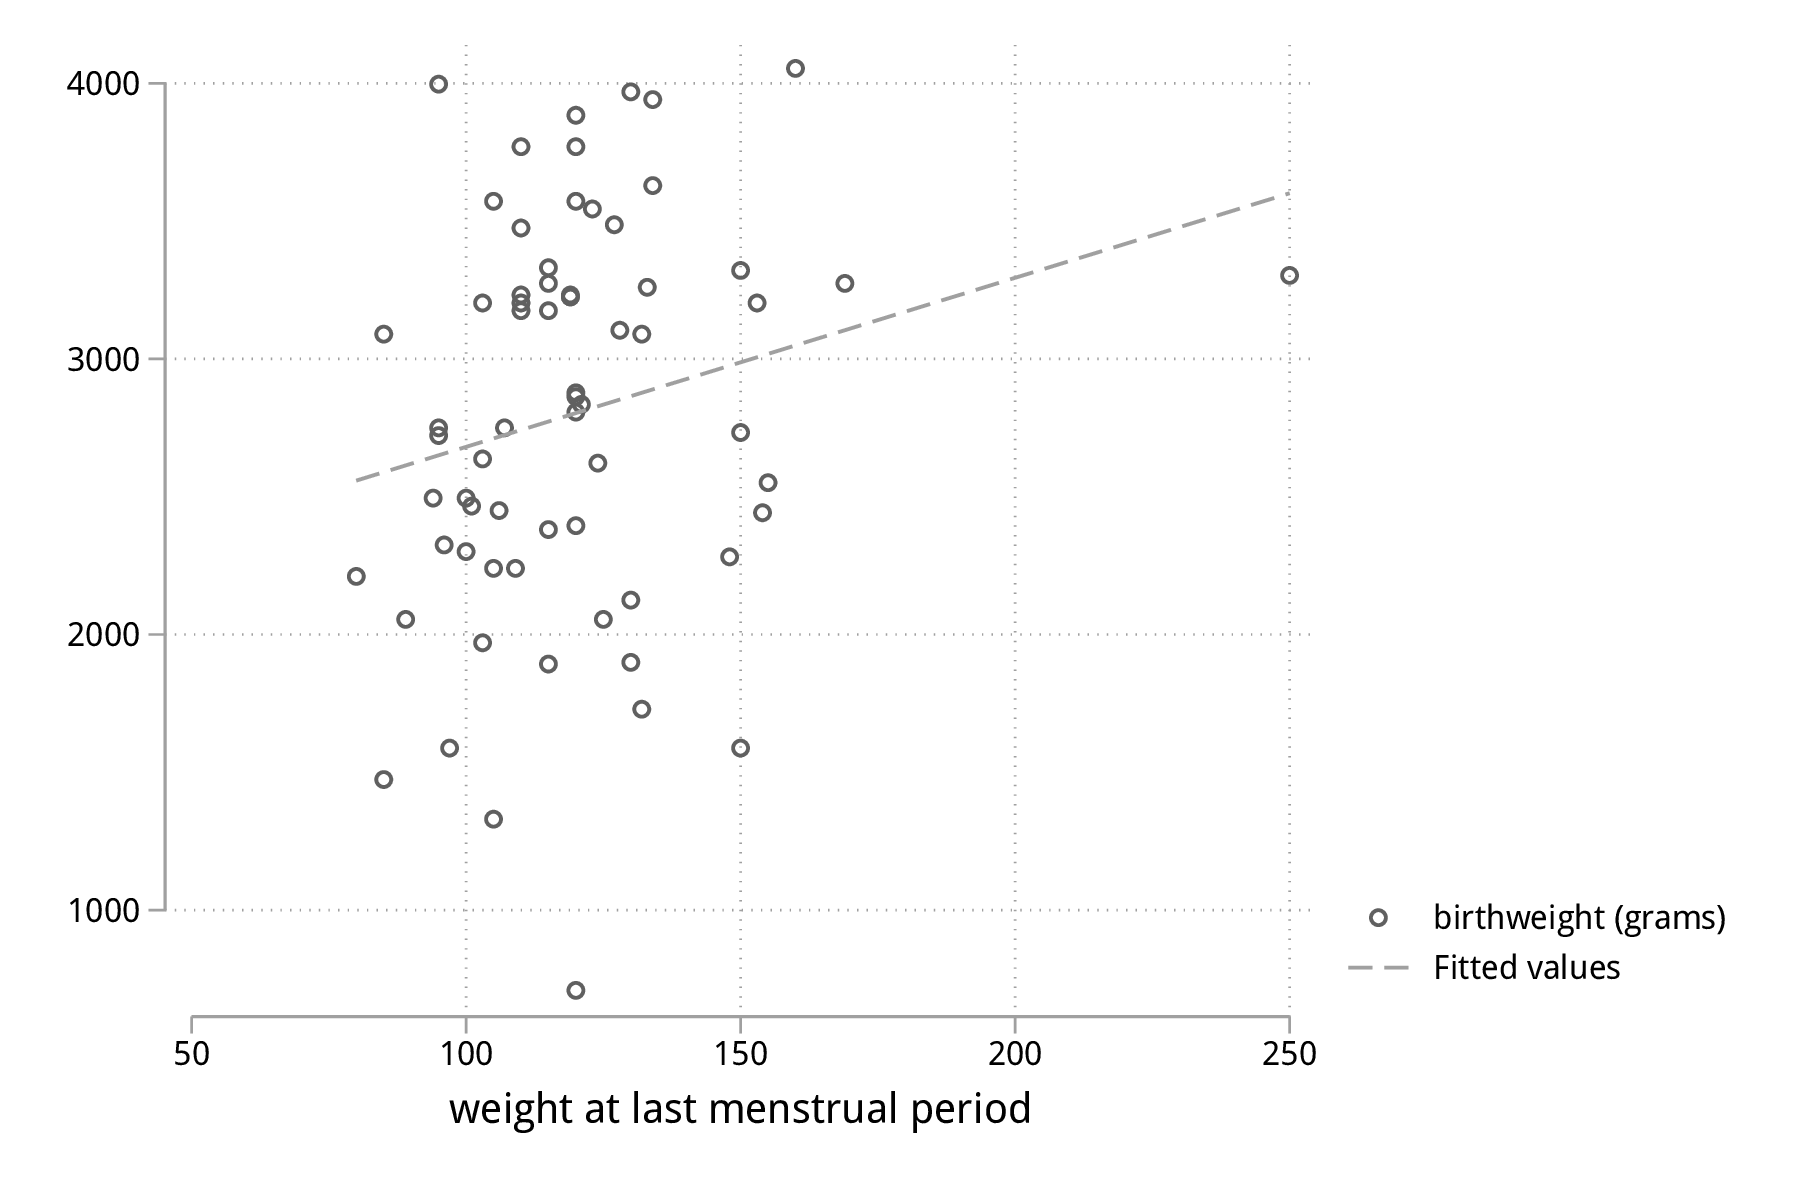 4000
3000
2000
1000
50 100 150 200 250
weight at last menstrual period
birthweight (grams)
Fitted values